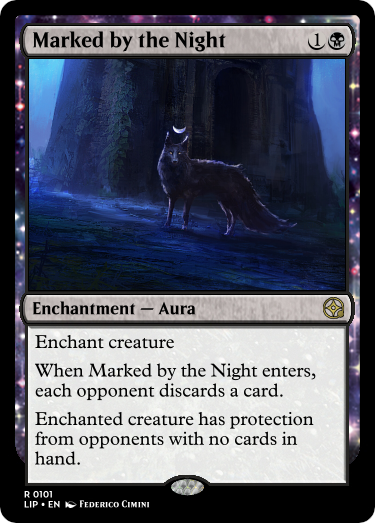 Marked by the Night 1
Enchantment — Aura
Enchant creature
When Marked by the Night enters,
each opponent discards a card.
Enchanted creature has protection
from opponents with no cards in
hand.
R 0101
LIP • EN Federico Cimini